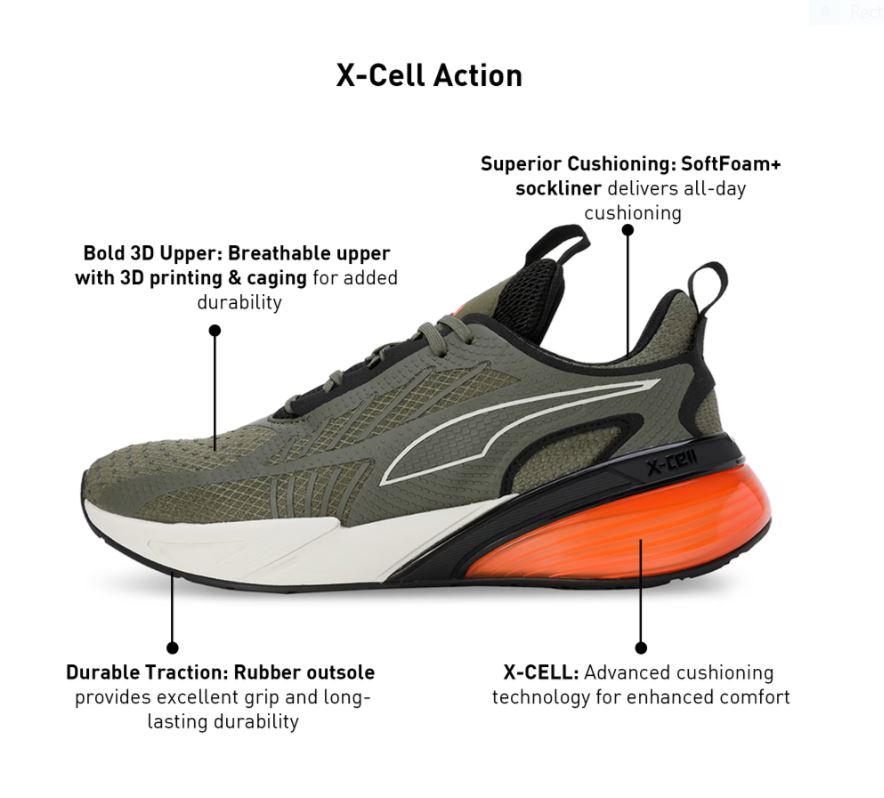 Rect
X-Cell Action
Superior Cushioning: SoftFoam+
sockliner delivers all-day
cushioning
Bold 3D Upper: Breathable upper
with 3D printing & caging for added
durability
X-Cell
Durable Traction: Rubber outsole
provides excellent grip and long-
lasting durability
X-CELL: Advanced cushioning
technology for enhanced comfort